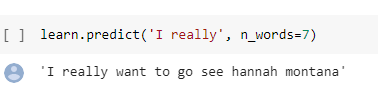 [ ] learn.predict('I really', n_words=7)
'I really want to go see hannah montana'